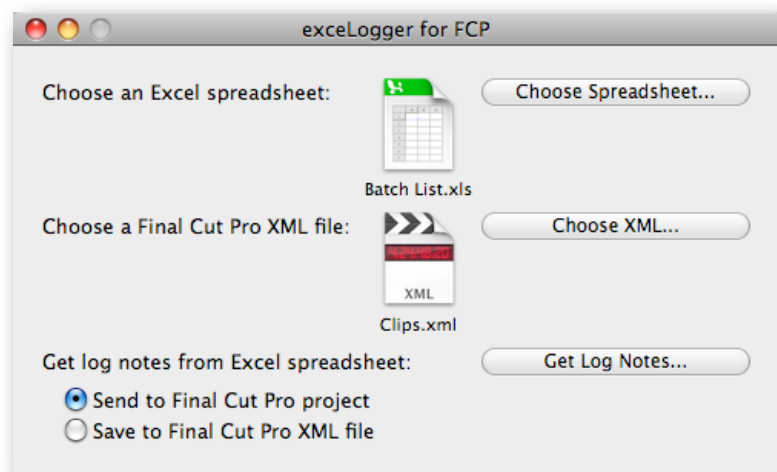 exceLogger for FCP
Choose an Excel spreadsheet:
Choose Spreadsheet...
Batch List.xls
Choose a Final Cut Pro XML file:
Choose XML...
XML
Clips.xml
Get log notes from Excel spreadsheet:
Get Log Notes...
Send to Final Cut Pro project
Save to Final Cut Pro XML file